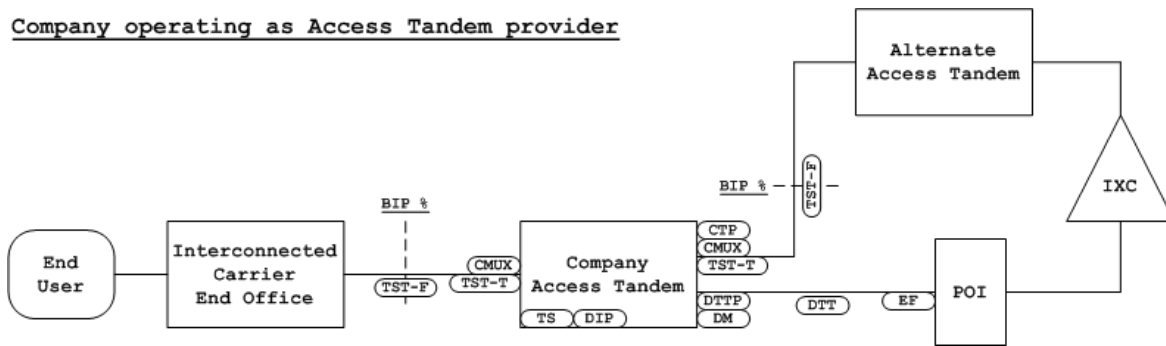 Company operating as Access Tandem provider
Alternate
Access Tandem
TST-F
BIP %
IXC
BIP %
End
User
Interconnected
Carrier
End Office
TST-F
CMUX
TST-T
Company
Access Tandem
TS
DIP
CTP
CMUX
TST-T
DTTP
DM
DTT
EF
POI